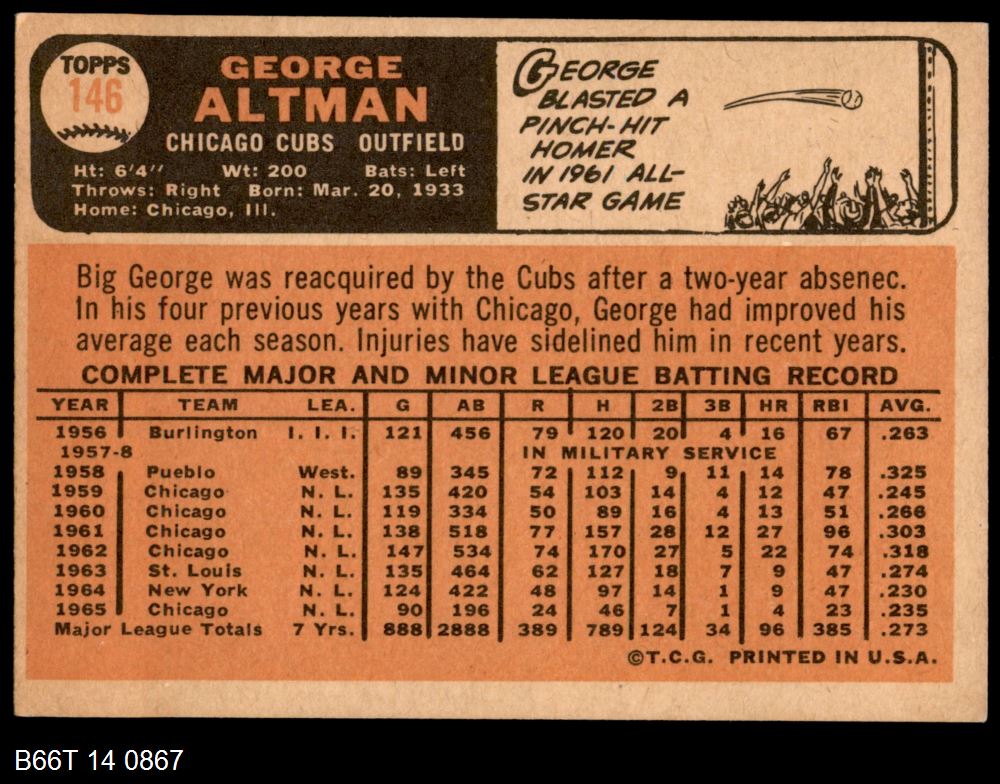 TOPPS
146
GEORGE
ALTMAN
CHICAGO CUBS OUTFIELD
Ht: 6'4" Wt: 200 Bats: Left
Throws: Right Born: Mar. 20, 1933
Home: Chicago, Ill.
GEORGE
BLASTED A
PINCH-HIT
HOMER
IN 1961 ALL-
STAR GAME
Big George was reacquired by the Cubs after a two-year absenec.
In his four previous years with Chicago, George had improved his
average each season. Injuries have sidelined him in recent years.
COMPLETE MAJOR AND MINOR LEAGUE BATTING RECORD
YEAR TEAM LEA. G AB R H 2B 3B HR RBI AVG.
1956 Burlington I. I. I. 121 456 79 120 20 4 16 67 .263
1957-8 IN MILITARY SERVICE
1958 Pueblo West. 89 345 72 112 9 11 14 78 .325
1959 Chicago N. L. 135 420 54 103 14 4 12 47 .245
1960 Chicago N. L. 119 334 50 89 16 4 13 51 .266
1961 Chicago N. L. 138 518 77 157 28 12 27 96 .303
1962 Chicago N. L. 147 534 74 170 27 5 22 74 .318
1963 St. Louis N. L. 135 464 62 127 18 7 9 47 .274
1964 New York N. L. 124 422 48 97 14 1 9 47 .230
1965 Chicago N. L. 90 196 24 46 7 1 4 23 .235
Major League Totals 7 Yrs. 888 2888 389 789 124 34 96 385 .273
©T.C.G. PRINTED IN U.S.A.
B66T 14 0867